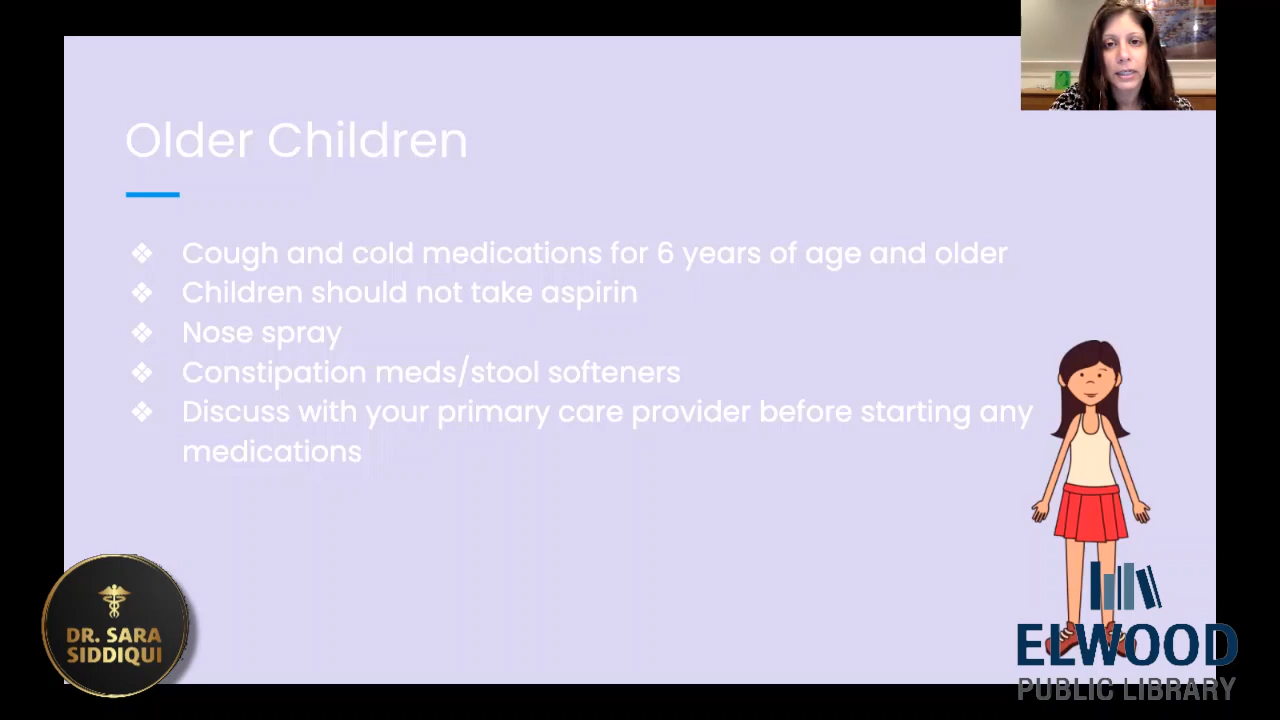 Older Children
❖ Cough and cold medications for 6 years of age and older
❖ Children should not take aspirin
❖ Nose spray
❖ Constipation meds/stool softeners
❖ Discuss with your primary care provider before starting any
medications
DR. SARA
SIDDIQUI
ELWOOD
PUBLIC LIBRARY